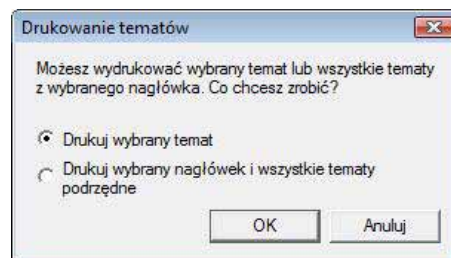 Drukowanie tematów
Możesz wydrukować wybrany temat lub wszystkie tematy
z wybranego nagłówka. Co chcesz zrobić?
Drukuj wybrany temat
Drukuj wybrany nagłówek i wszystkie tematy
podrzędne
OK
Anuluj